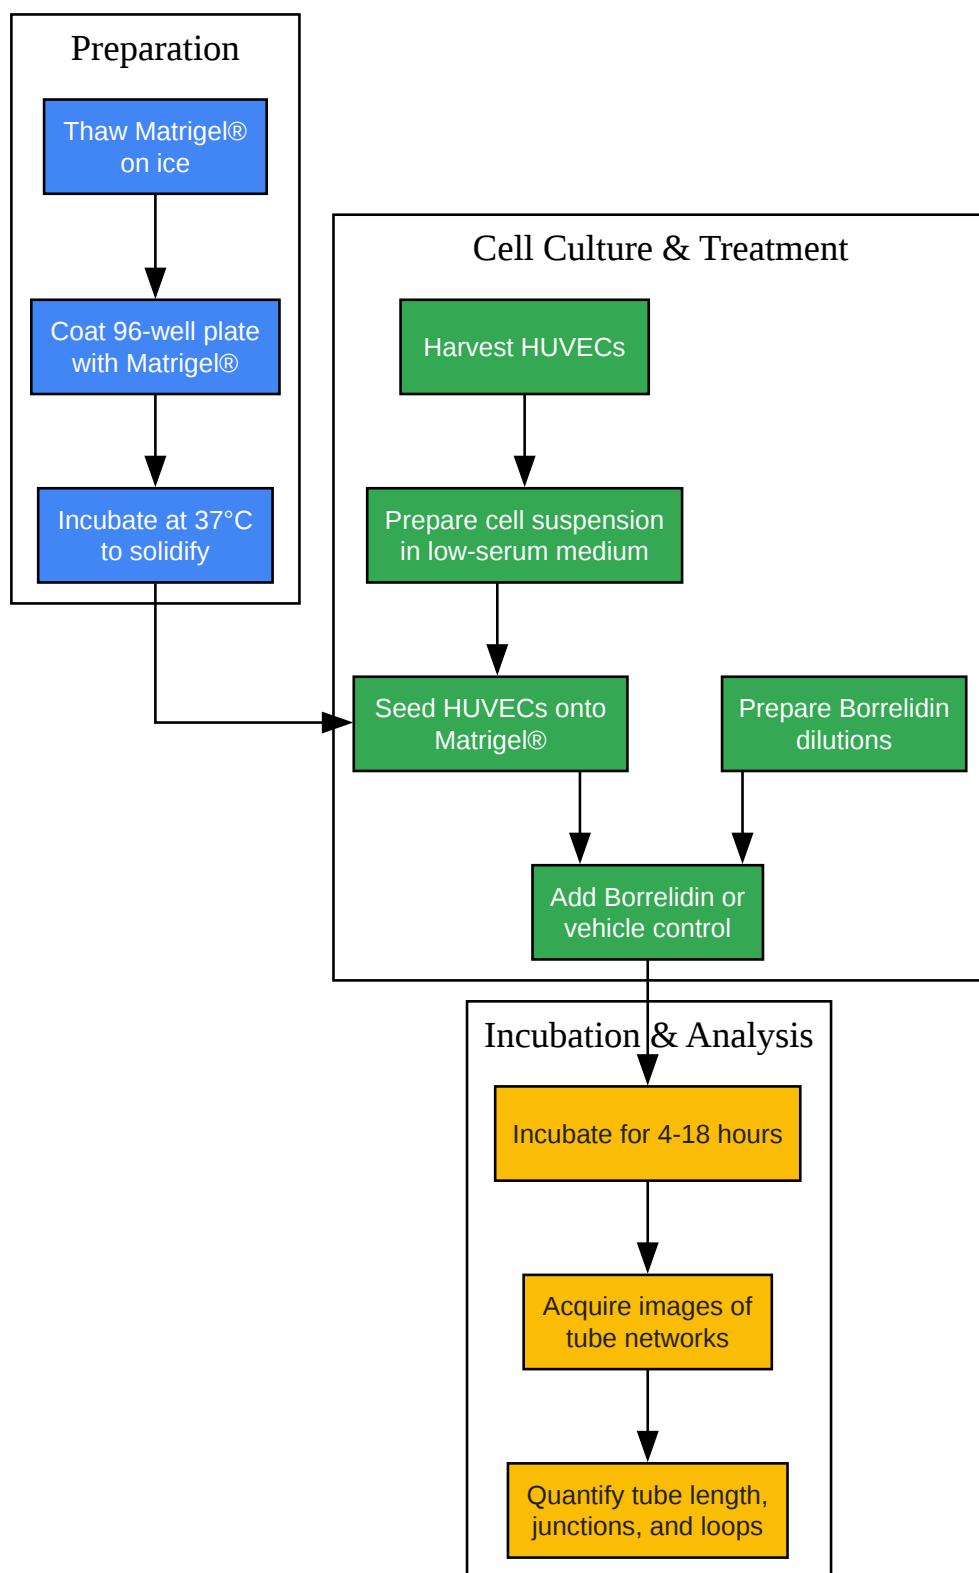 Preparation
Thaw Matrigel®
on ice
Coat 96-well plate
with Matrigel®
Incubate at 37°C
to solidify
Cell Culture & Treatment
Harvest HUVECs
Prepare cell suspension
in low-serum medium
Seed HUVECs onto
Matrigel®
Prepare Borrelidin
dilutions
Add Borrelidin or
vehicle control
Incubation & Analysis
Incubate for 4-18 hours
Acquire images of
tube networks
Quantify tube length,
junctions, and loops